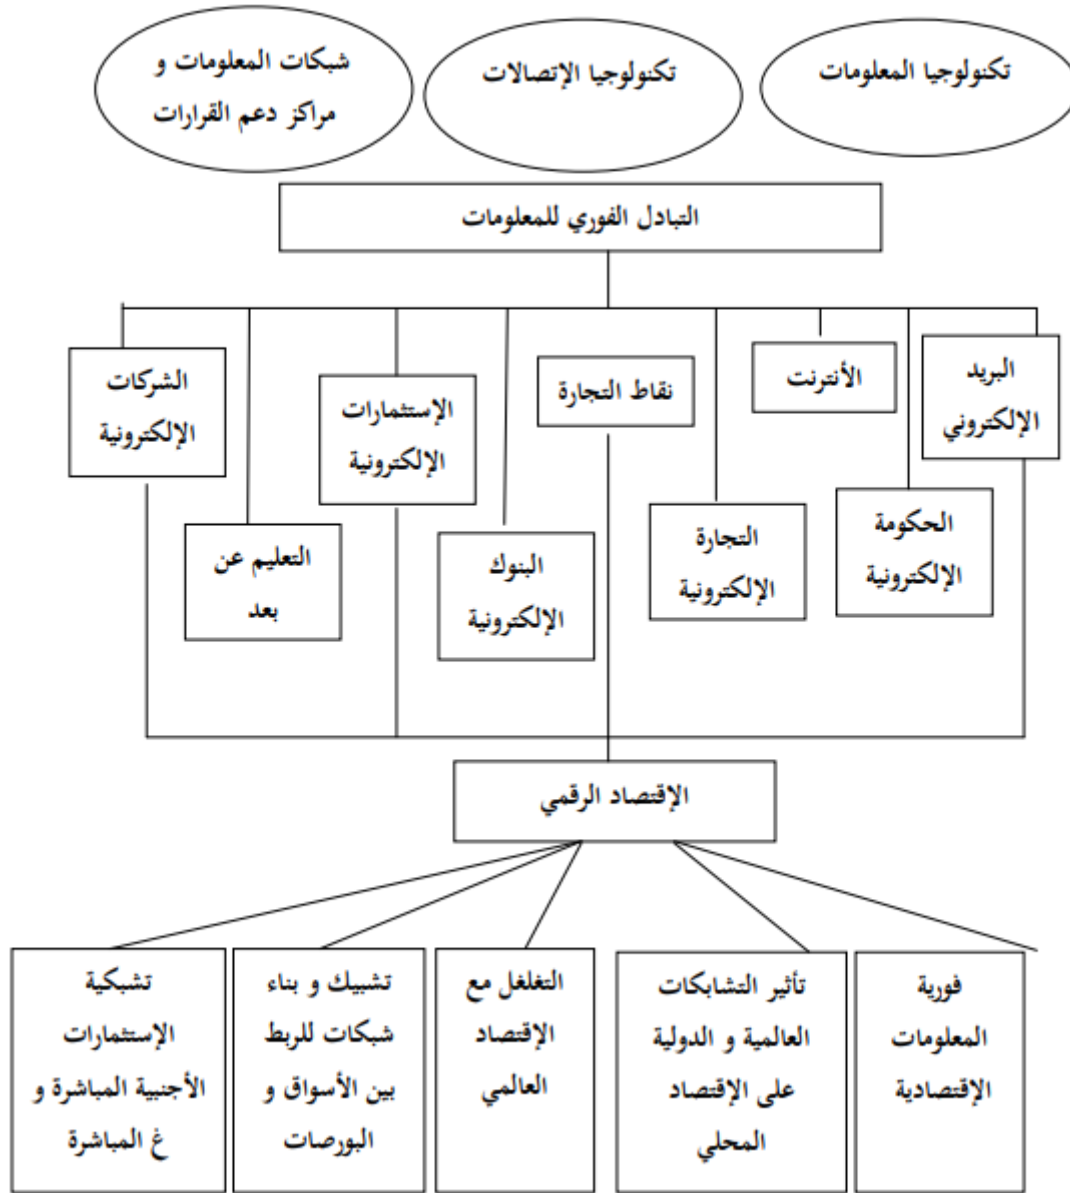 تكنولوجيا المعلومات
تكنولوجيا الإتصالات
شبكات المعلومات و
مراكز دعم القرارات
التبادل الفوري للمعلومات
البريد
الإلكتروني
الأنترنت
نقاط التجارة
الشركات
الإلكترونية
الإستثمارات
الإلكترونية
الحكومة
الإلكترونية
التجارة
الإلكترونية
البنوك
الإلكترونية
التعليم عن
بعد
الإقتصاد الرقمي
فورية
المعلومات
الإقتصادية
تأثير التشابكات
العالمية و الدولية
على الإقتصاد
المحلي
التغلغل مع
الإقتصاد
العالمي
تشبيك و بناء
شبكات للربط
بين الأسواق و
البورصات
تشبكية
الإستثمارات
الأجنبية المباشرة و
غ المباشرة